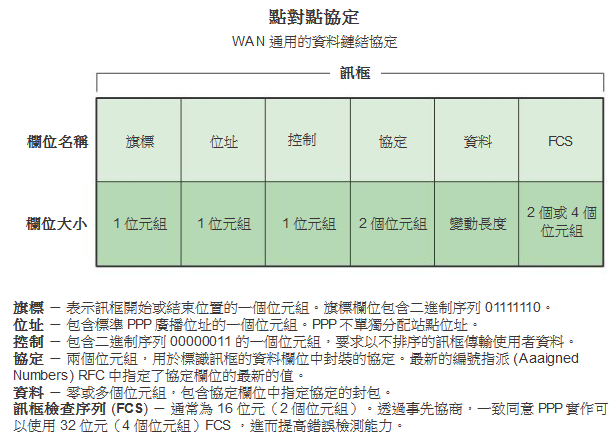 點對點協定
WAN 通用的資料鏈結協定
訊框
欄位名稱 旗標 位址 控制 協定 資料 FCS
欄位大小 1 位元組 1 位元組 1 位元組 2 個位元組 變動長度 2 個或 4 個
位元組
旗標 － 表示訊框開始或結束位置的一個位元組。旗標欄位包含二進制序列 01111110。
位址 － 包含標準 PPP 廣播位址的一個位元組。PPP 不單獨分配站點位址。
控制 － 包含二進制序列 00000011 的一個位元組，要求以不排序的訊框傳輸使用者資料。
協定 － 兩個位元組，用於標識訊框的資料欄位中封裝的協定。最新的編號指派 (Aaaigned
Numbers) RFC 中指定了協定欄位的最新的值。
資料 － 零或多個位元組，包含協定欄位中指定協定的封包。
訊框檢查序列 (FCS) － 通常為 16 位元（2 個位元組）。透過事先協商，一致同意 PPP 實作可
以使用 32 位元（4 個位元組）FCS ，進而提高錯誤檢測能力。